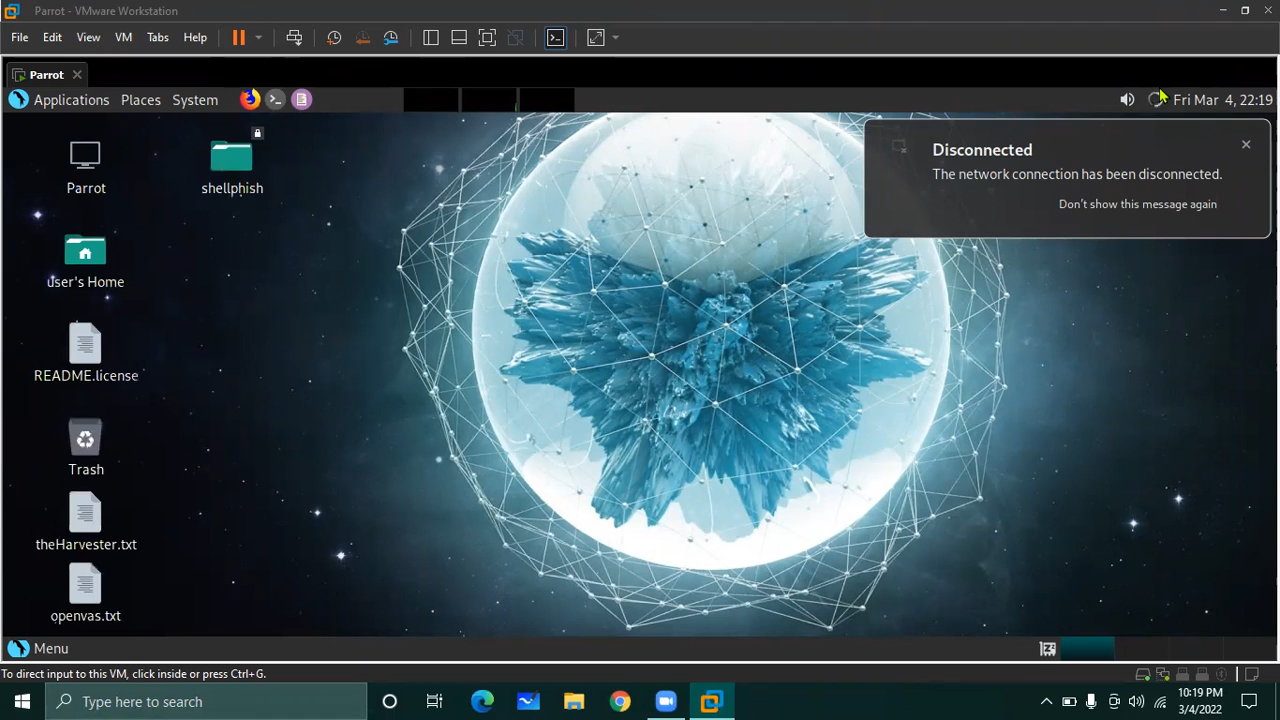 Parrot - VMware Workstation
File Edit View VM Tabs Help
Parrot
Applications Places System
Fri Mar 4, 22:19
Disconnected
The network connection has been disconnected.
Don't show this message again
Parrot
shellphish
user's Home
README.license
Trash
theHarvester.txt
openvas.txt
Menu
To direct input to this VM, click inside or press Ctrl+G.
Type here to search
10:19 PM
3/4/2022